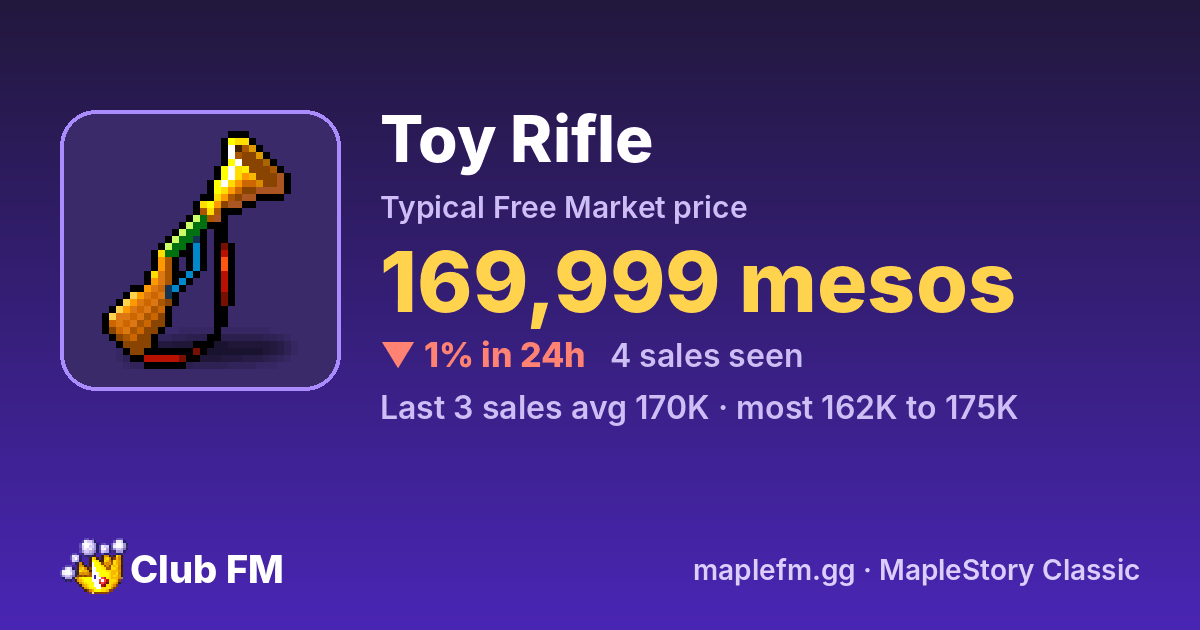 Toy Rifle
Typical Free Market price
169,999 mesos
▼ 1% in 24h 4 sales seen
Last 3 sales avg 170K · most 162K to 175K
Club FM
maplefm.gg · MapleStory Classic